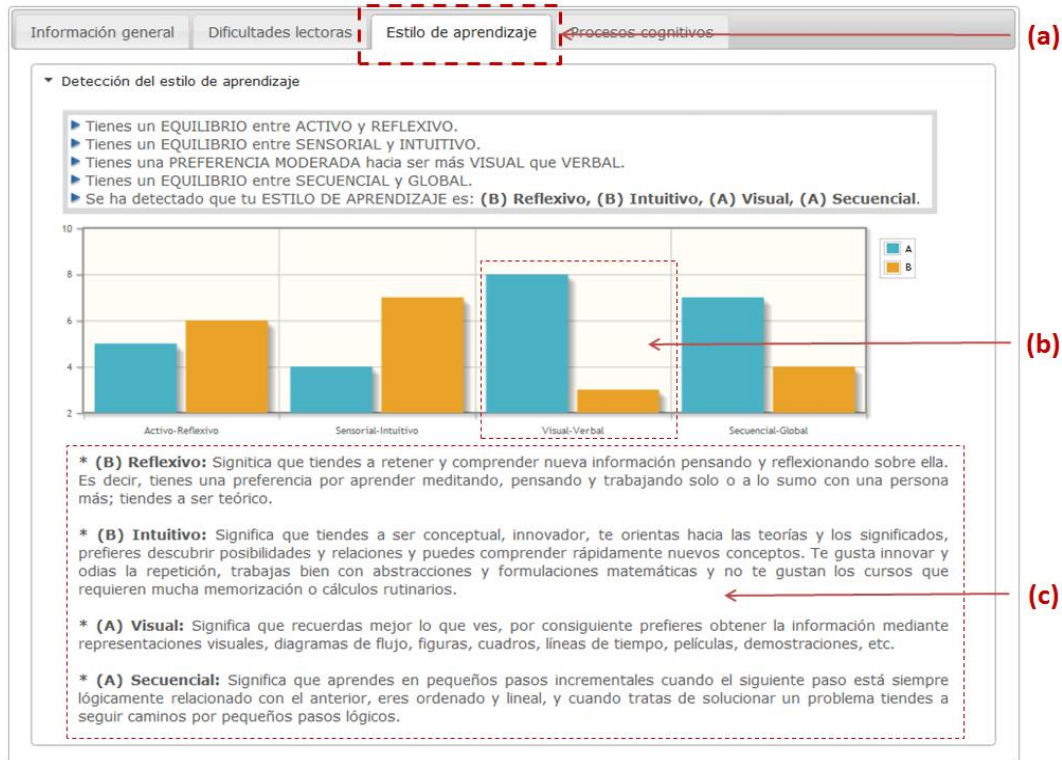 Información general Dificultades lectoras Estilo de aprendizaje Procesos cognitivos (a)
Detección del estilo de aprendizaje
Tienes un EQUILIBRIO entre ACTIVO y REFLEXIVO.
Tienes un EQUILIBRIO entre SENSORIAL y INTUITIVO.
Tienes una PREFERENCIA MODERADA hacia ser más VISUAL que VERBAL.
Tienes un EQUILIBRIO entre SECUENCIAL y GLOBAL.
Se ha detectado que tu ESTILO DE APRENDIZAJE es: (B) Reflexivo, (B) Intuitivo, (A) Visual, (A) Secuencial.
10
A
B
8
6
(b)
4
2
Activo-Reflexivo Sensorial-Intuitivo Visual-Verbal Secuencial-Global
* (B) Reflexivo: Signitica que tiendes a retener y comprender nueva información pensando y reflexionando sobre ella.
Es decir, tienes una preferencia por aprender meditando, pensando y trabajando solo o a lo sumo con una persona
más; tiendes a ser teórico.
* (B) Intuitivo: Significa que tiendes a ser conceptual, innovador, te orientas hacia las teorías y los significados,
prefieres descubrir posibilidades y relaciones y puedes comprender rápidamente nuevos conceptos. Te gusta innovar y
odias la repetición, trabajas bien con abstracciones y formulaciones matemáticas y no te gustan los cursos que
requieren mucha memorización o cálculos rutinarios.
(c)
* (A) Visual: Significa que recuerdas mejor lo que ves, por consiguiente prefieres obtener la información mediante
representaciones visuales, diagramas de flujo, figuras, cuadros, líneas de tiempo, películas, demostraciones, etc.
* (A) Secuencial: Significa que aprendes en pequeños pasos incrementales cuando el siguiente paso está siempre
lógicamente relacionado con el anterior, eres ordenado y lineal, y cuando tratas de solucionar un problema tiendes a
seguir caminos por pequeños pasos lógicos.